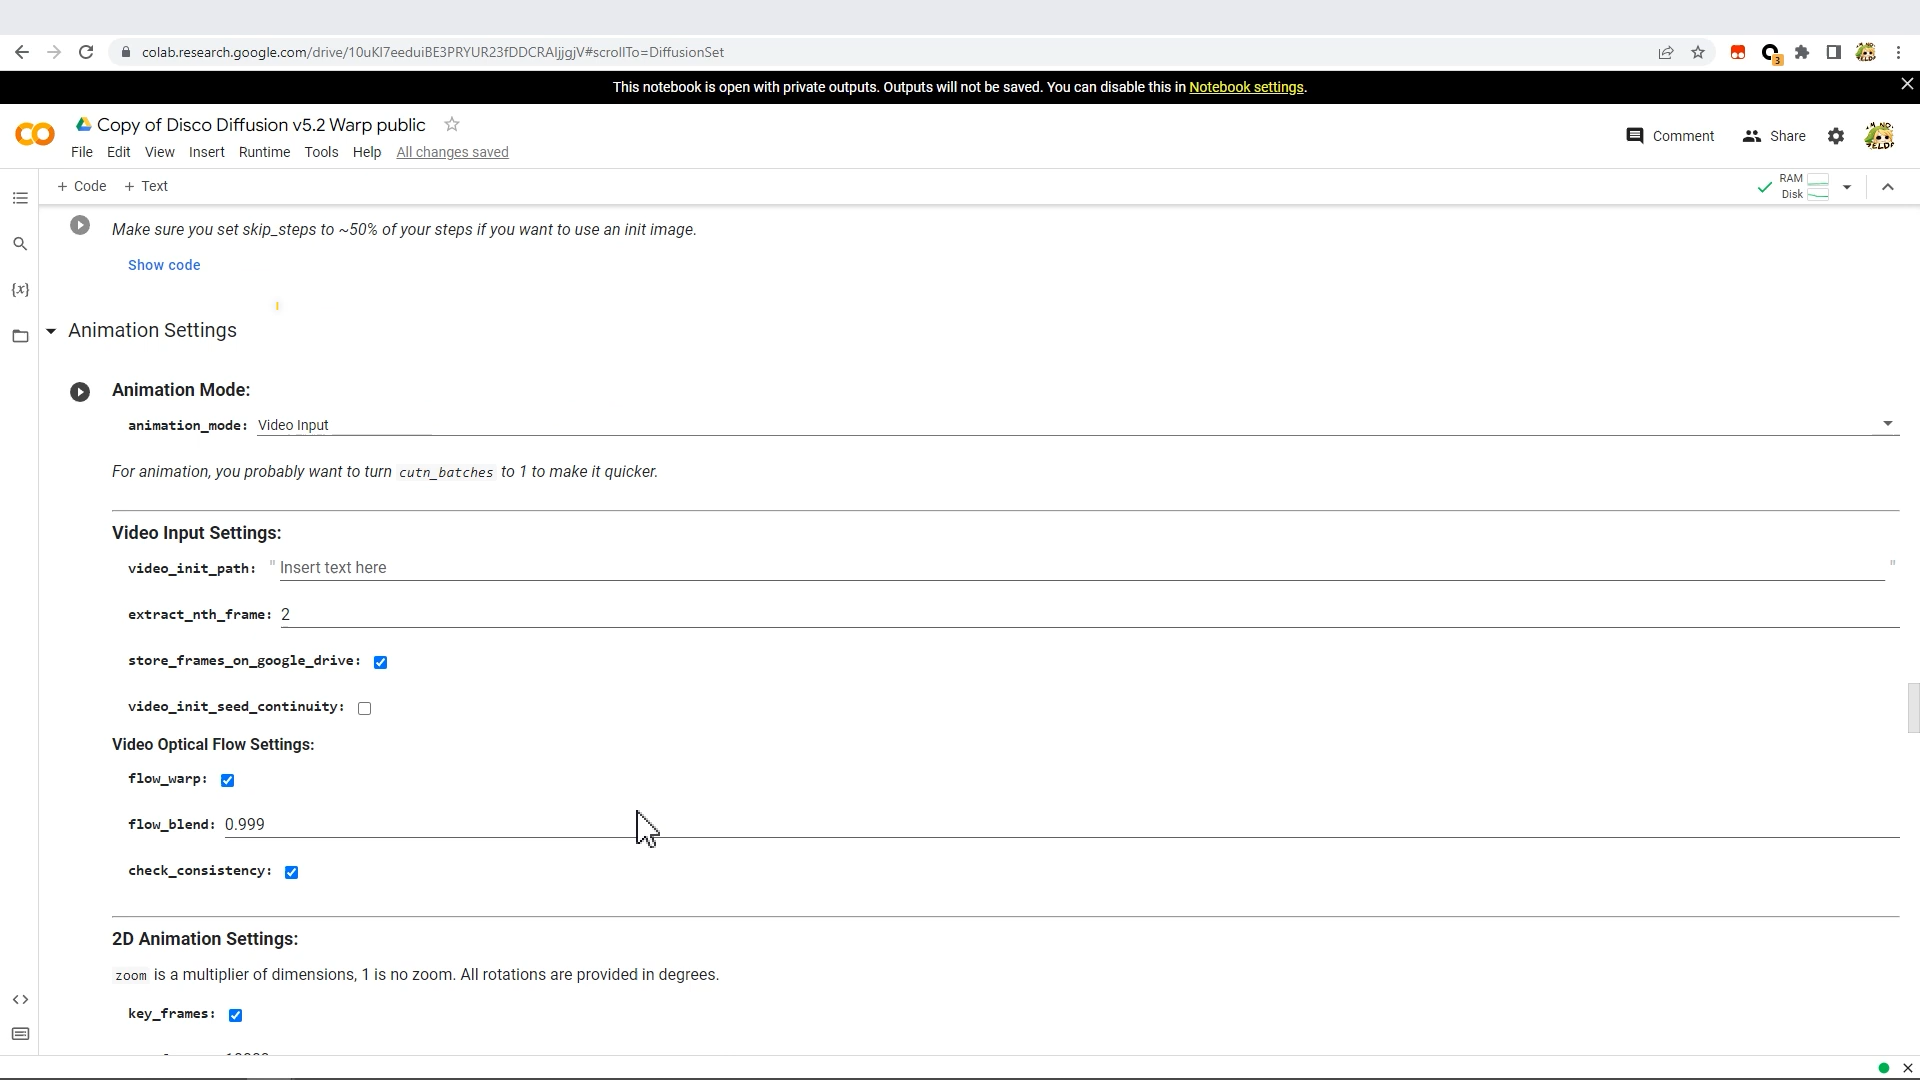 colab.research.google.com/drive/10uKI7eeduiBE3PRYUR23fDDCRAIjjgjV#scrollTo=DiffusionSet
3
This notebook is open with private outputs. Outputs will not be saved. You can disable this in Notebook settings.
CO
Copy of Disco Diffusion v5.2 Warp public
File Edit View Insert Runtime Tools Help All changes saved
Comment Share
+ Code + Text
RAM
Disk
Make sure you set skip_steps to ~50% of your steps if you want to use an init image.
Show code
{x}
Animation Settings
Animation Mode:
animation_mode: Video Input
For animation, you probably want to turn cutn_batches to 1 to make it quicker.
Video Input Settings:
video_init_path: " Insert text here "
extract_nth_frame: 2
store_frames_on_google_drive:
video_init_seed_continuity:
Video Optical Flow Settings:
flow_warp:
flow_blend: 0.999
check_consistency:
2D Animation Settings:
zoom is a multiplier of dimensions, 1 is no zoom. All rotations are provided in degrees.
key_frames: